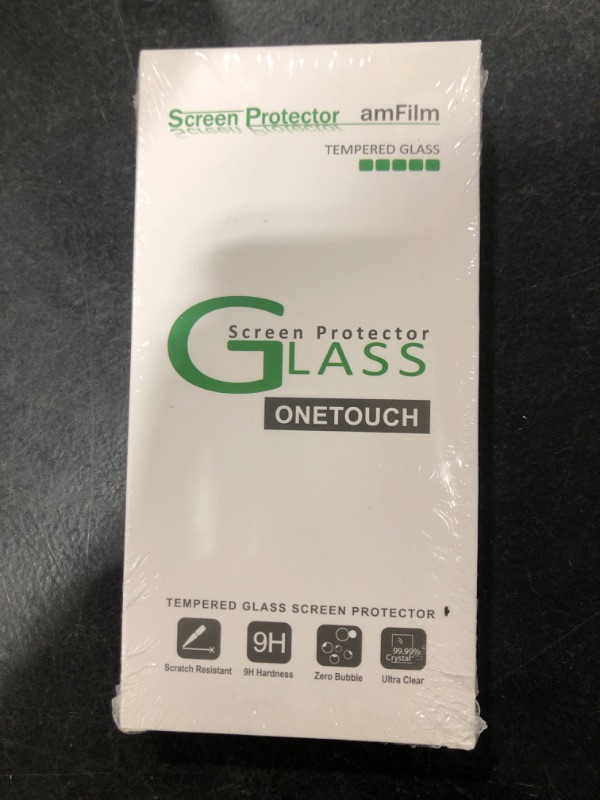 Screen Protector amFilm
TEMPERED GLASS
Screen Protector
GLASS
ONETOUCH
TEMPERED GLASS SCREEN PROTECTOR
9H
99.99%
Crystal
Scratch Resistant 9H Hardness Zero Bubble Ultra Clear